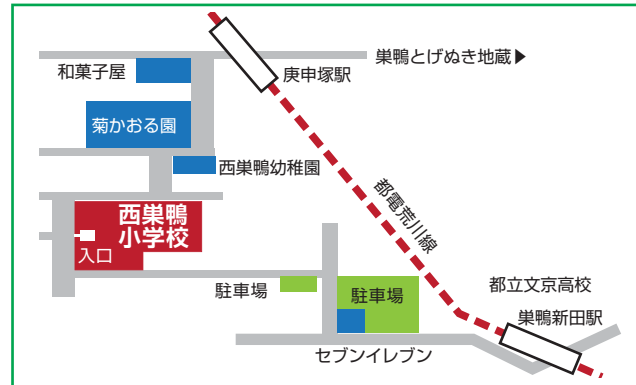 巣鴨とげぬき地蔵▶
和菓子屋
庚申塚駅
菊かおる園
西巣鴨幼稚園
都電荒川線
西巣鴨
小学校
入口
駐車場
駐車場
都立文京高校
巣鴨新田駅
セブンイレブン